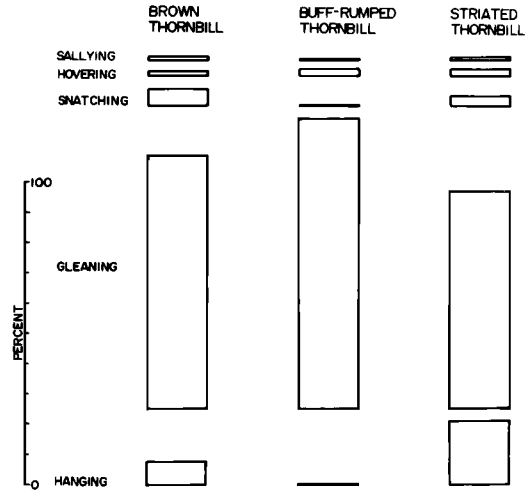 BROWN THORNBILL
BUFF-RUMPED THORNBILL
STRIATED THORNBILL
SALLYING
HOVERING
SNATCHING
100
GLEANING
PERCENT
HANGING
0